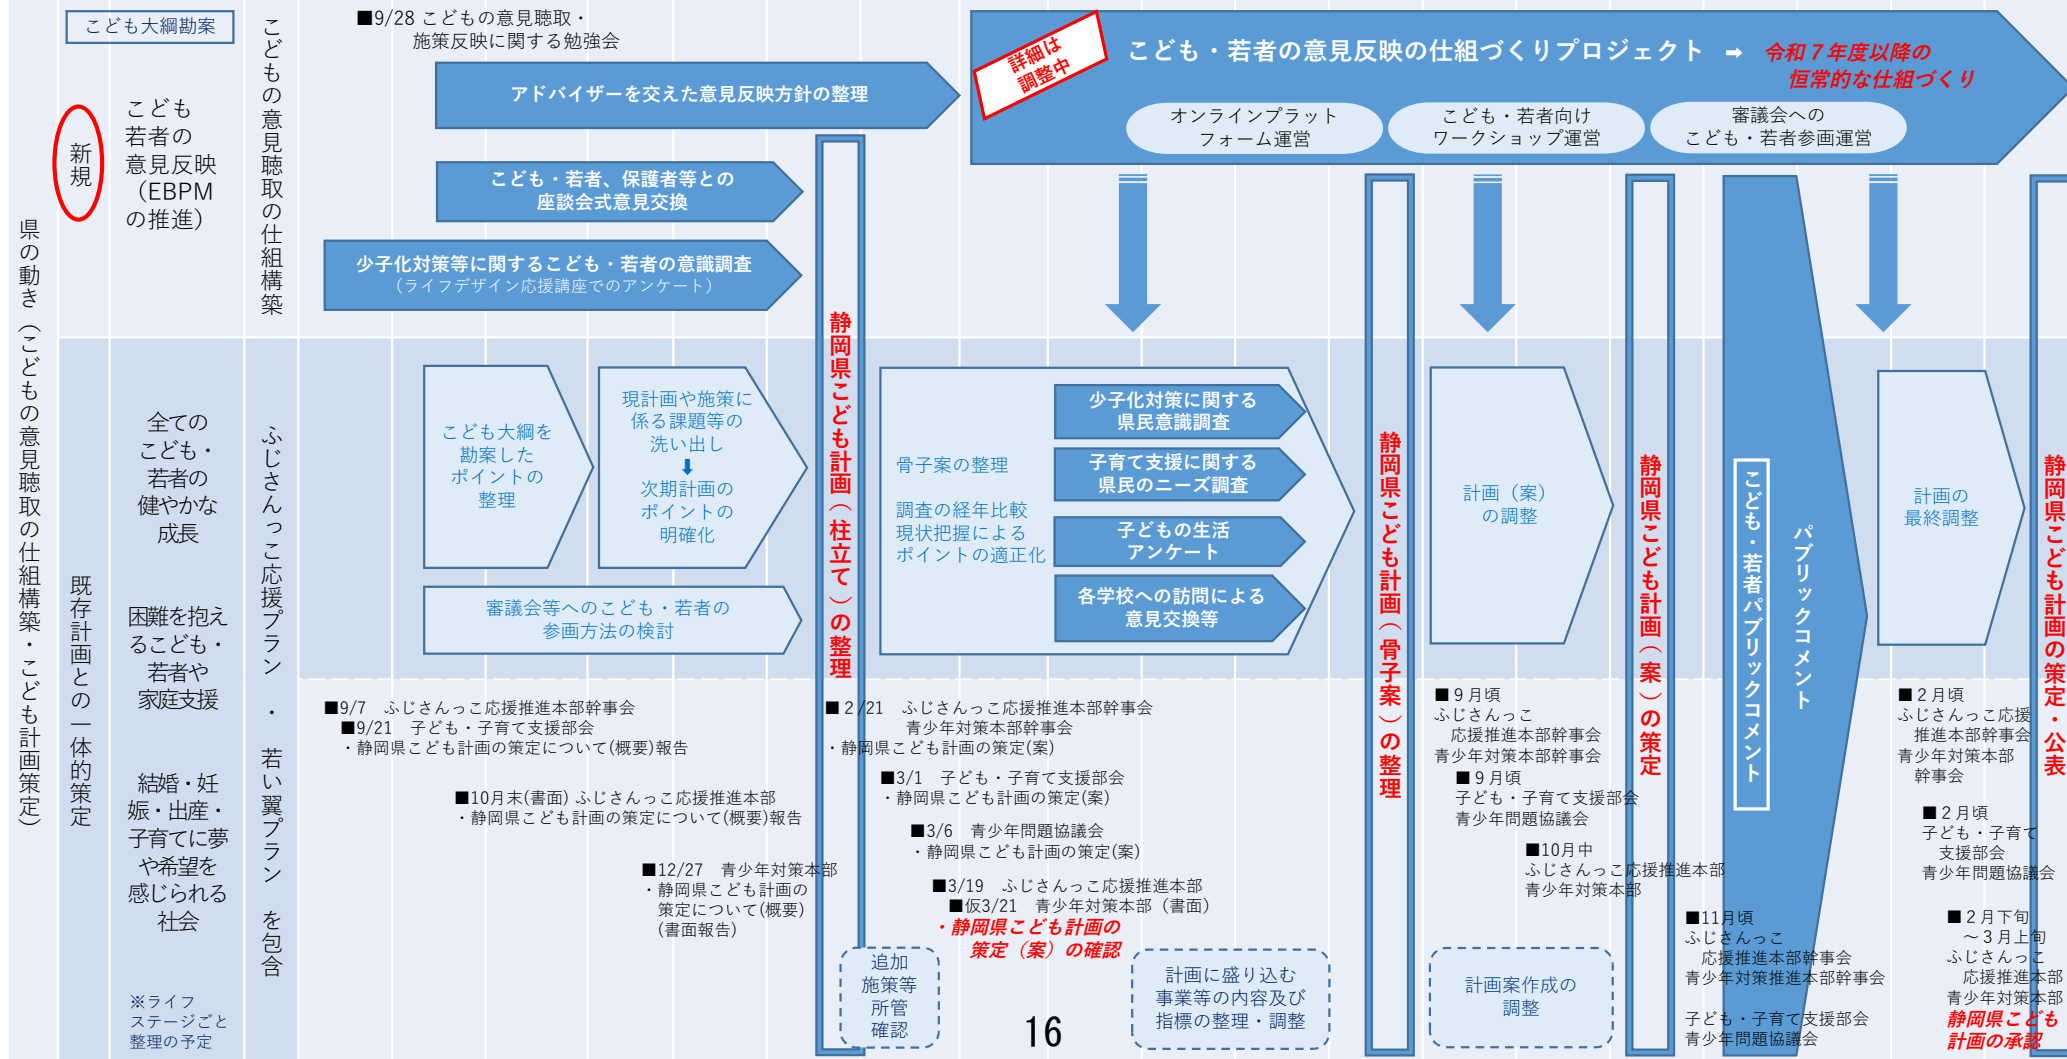 県の動き（こどもの意見聴取の仕組構築・こども計画策定）
こども大綱勘案
新規
こども
若者の
意見反映
（EBPM
の推進）
こどもの意見聴取の仕組構築
■9/28 こどもの意見聴取・
施策反映に関する勉強会
アドバイザーを交えた意見反映方針の整理
こども・若者、保護者等との
座談会式意見交換
少子化対策等に関するこども・若者の意識調査
（ライフデザイン応援講座でのアンケート）
詳細は
調整中
こども・若者の意見反映の仕組づくりプロジェクト ➡ 令和７年度以降の
恒常的な仕組づくり
オンラインプラット
フォーム運営
こども・若者向け
ワークショップ運営
審議会への
こども・若者参画運営
既存計画との一体的策定
全ての
こども・
若者の
健やかな
成長
困難を抱え
るこども・
若者や
家庭支援
結婚・妊
娠・出産・
子育てに夢
や希望を
感じられる
社会
※ライフ
ステージごと
整理の予定
ふじさんっこ応援プラン ・ 若い翼プラン を包含
こども大綱を
勘案した
ポイントの
整理
現計画や施策に
係る課題等の
洗い出し
⬇
次期計画の
ポイントの
明確化
審議会等へのこども・若者の
参画方法の検討
静岡県こども計画（柱立て）の整理
骨子案の整理
調査の経年比較
現状把握による
ポイントの適正化
少子化対策に関する
県民意識調査
子育て支援に関する
県民のニーズ調査
子どもの生活
アンケート
各学校への訪問による
意見交換等
静岡県こども計画（骨子案）の整理
計画（案）
の調整
静岡県こども計画（案）の策定
こども・若者パブリックコメント
パブリックコメント
計画の
最終調整
静岡県こども計画の策定・公表
■9/7　ふじさんっこ応援推進本部幹事会
■9/21　子ども・子育て支援部会
・静岡県こども計画の策定について(概要)報告
■10月末(書面) ふじさんっこ応援推進本部
・静岡県こども計画の策定について(概要)報告
■12/27　青少年対策本部
・静岡県こども計画の
策定について(概要)
(書面報告)
■２/21　ふじさんっこ応援推進本部幹事会
青少年対策本部幹事会
・静岡県こども計画の策定(案)
■3/1　子ども・子育て支援部会
・静岡県こども計画の策定(案)
■3/6　青少年問題協議会
・静岡県こども計画の策定(案)
■3/19　ふじさんっこ応援推進本部
■仮3/21　青少年対策本部（書面）
・静岡県こども計画の
策定（案）の確認
追加
施策等
所管
確認
計画に盛り込む
事業等の内容及び
指標の整理・調整
■９月頃
ふじさんっこ
応援推進本部幹事会
青少年対策本部幹事会
■９月頃
子ども・子育て支援部会
青少年問題協議会
■10月中
ふじさんっこ応援推進本部
青少年対策本部
計画案作成の
調整
■11月頃
ふじさんっこ
応援推進本部幹事会
青少年対策推進本部幹事会
子ども・子育て支援部会
青少年問題協議会
■２月頃
ふじさんっこ応援
推進本部幹事会
青少年対策本部
幹事会
■２月頃
子ども・子育て
支援部会
青少年問題協議会
■２月下旬
～３月上旬
ふじさんっこ
応援推進本部
青少年対策本部
静岡県こども
計画の承認
16